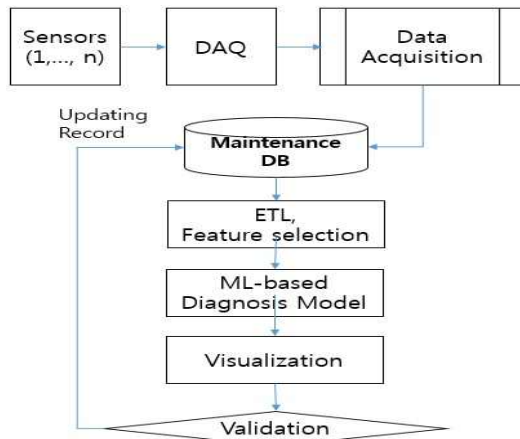 Sensors
(1,..., n)
DAQ
Data
Acquisition
Updating
Record
Maintenance
DB
ETL,
Feature selection
ML-based
Diagnosis Model
Visualization
Validation